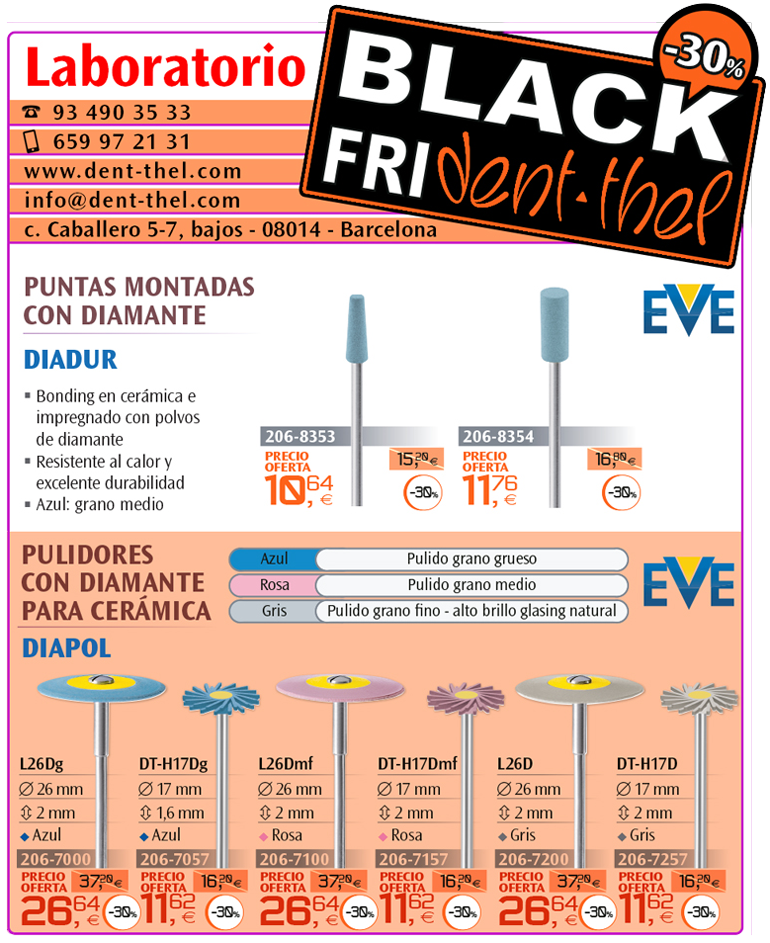 Laboratorio
93 490 35 33
659 97 21 31
www.dent-thel.com
info@dent-thel.com
c. Caballero 5-7, bajos - 08014 - Barcelona
BLACK
FRIdent-thel
-30%
PUNTAS MONTADAS
CON DIAMANTE
EVE
DIADUR
▪ Bonding en cerámica e
impregnado con polvos
de diamante
▪ Resistente al calor y
excelente durabilidad
▪ Azul: grano medio
206-8353
PRECIO
OFERTA
15,20€
10,64€
-30%
206-8354
PRECIO
OFERTA
16,80€
11,76€
-30%
PULIDORES
CON DIAMANTE
PARA CERÁMICA
Azul Pulido grano grueso
Rosa Pulido grano medio
Gris Pulido grano fino - alto brillo glasing natural
EVE
DIAPOL
L26Dg
Ø 26 mm
2 mm
Azul
206-7000
PRECIO
OFERTA
37,20€
26,64€
-30%
DT-H17Dg
Ø 17 mm
1,6 mm
Azul
206-7057
PRECIO
OFERTA
16,20€
11,62€
-30%
L26Dmf
Ø 26 mm
2 mm
Rosa
206-7100
PRECIO
OFERTA
37,20€
26,64€
-30%
DT-H17Dmf
Ø 17 mm
2 mm
Rosa
206-7157
PRECIO
OFERTA
16,20€
11,62€
-30%
L26D
Ø 26 mm
2 mm
Gris
206-7200
PRECIO
OFERTA
37,20€
26,64€
-30%
DT-H17D
Ø 17 mm
2 mm
Gris
206-7257
PRECIO
OFERTA
16,20€
11,62€
-30%